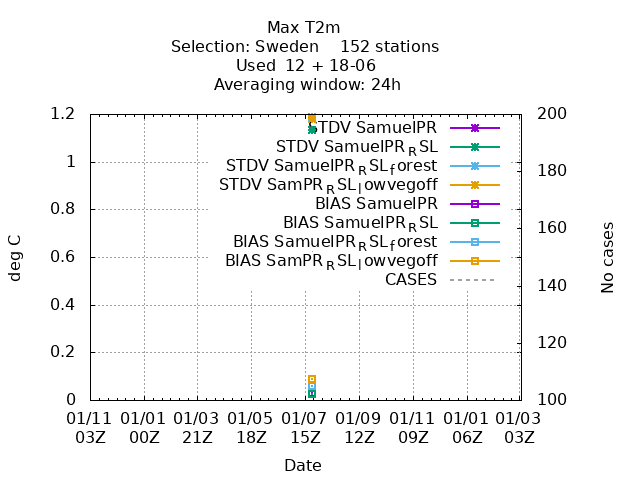 Max T2m
Selection: Sweden    152 stations
Used  12 + 18-06
Averaging window: 24h
1.2
1
0.8
0.6
0.4
0.2
0
deg C
200
180
160
140
120
100
No cases
STDV SamuelPR
STDV SamuelPR_RSL
STDV SamuelPR_RSL_forest
STDV SamPR_RSL_lowvegoff
BIAS SamuelPR
BIAS SamuelPR_RSL
BIAS SamuelPR_RSL_forest
BIAS SamPR_RSL_lowvegoff
CASES
01/11 01/01 01/03 01/05 01/07 01/09 01/11 01/01 01/03
03Z 00Z 21Z 18Z 15Z 12Z 09Z 06Z 03Z
Date